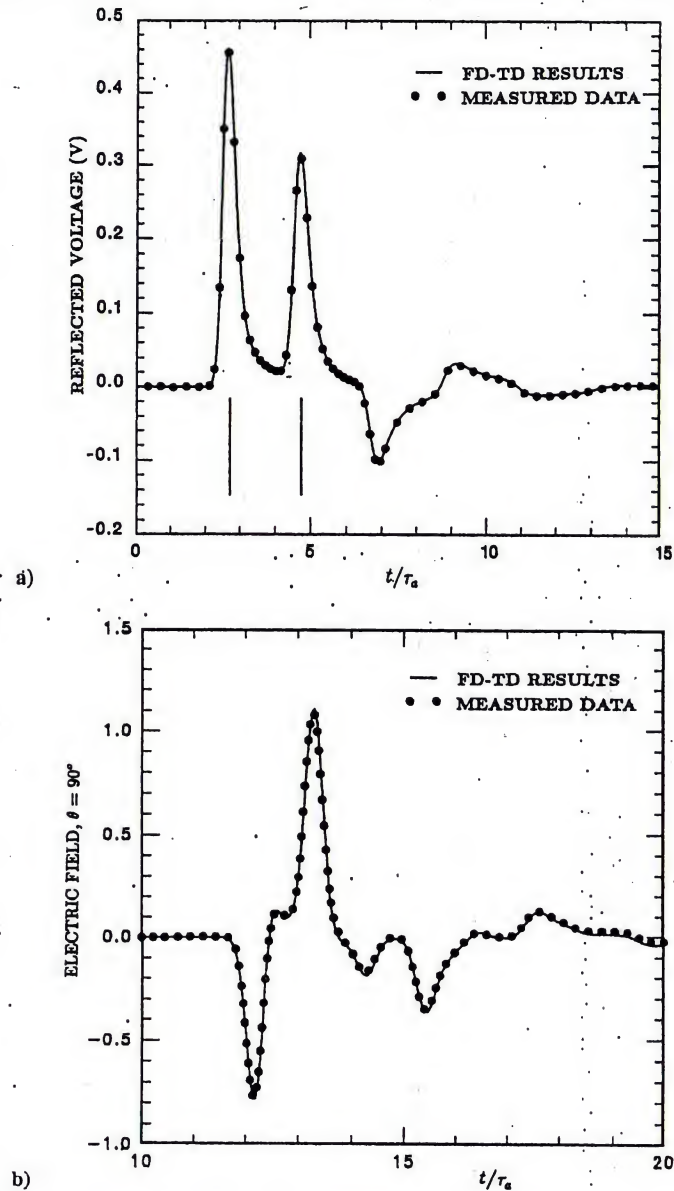 0.5
0.4
0.3
0.2
0.1
0.0
-0.1
-0.2
REFLECTED VOLTAGE (V)
— FD-TD RESULTS
• • MEASURED DATA
0 5 10 15
t/τₐ
a)
1.5
1.0
0.5
0.0
-0.5
-1.0
ELECTRIC FIELD, θ = 90°
— FD-TD RESULTS
• • MEASURED DATA
10 12 15 20
t/τₐ
b)